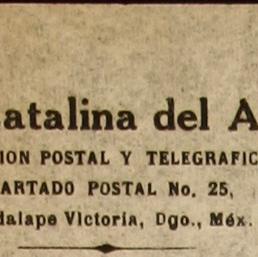 atalina del A
ION POSTAL Y TELEGRAFIC
ARTADO POSTAL No. 25,
dalape Victoria, Dgo., Méx.